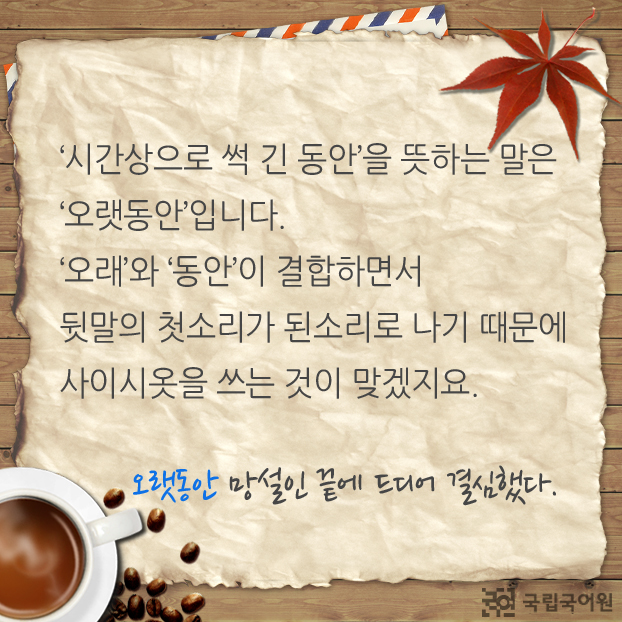 ‘시간상으로 썩 긴 동안’을 뜻하는 말은
‘오랫동안’입니다.
‘오래’와 ‘동안’이 결합하면서
뒷말의 첫소리가 된소리로 나기 때문에
사이시옷을 쓰는 것이 맞겠지요.
오랫동안 망설인 끝에 드디어 결심했다.
국립국어원